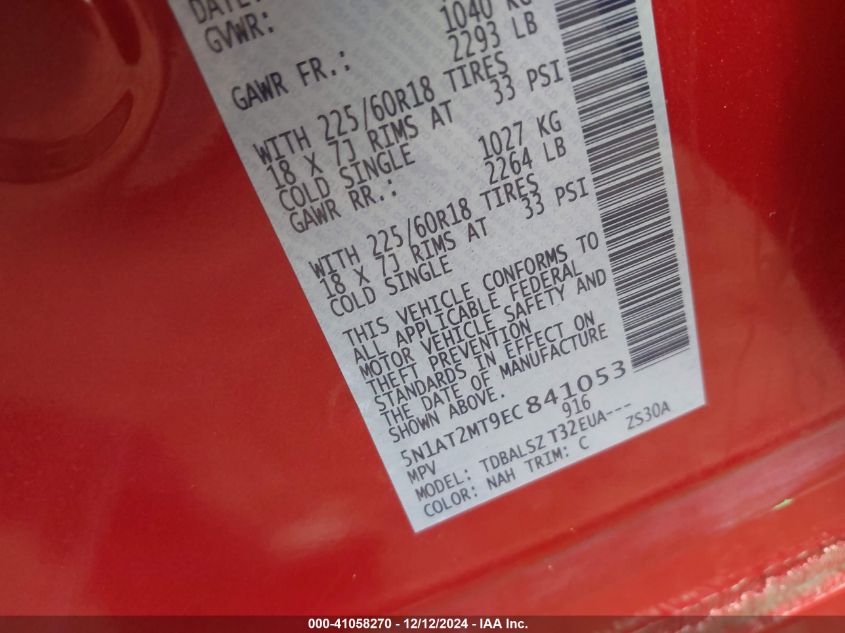 DATE:
GVWR:
1040 KG
GAWR FR.: 2293 LB
WITH 225/60R18 TIRES
18 X 7J RIMS AT 33 PSI
COLD SINGLE
1027 KG
GAWR RR.: 2264 LB
WITH 225/60R18 TIRES
18 X 7J RIMS AT 33 PSI
COLD SINGLE
THIS VEHICLE CONFORMS TO
ALL APPLICABLE FEDERAL
MOTOR VEHICLE SAFETY AND
THEFT PREVENTION
STANDARDS IN EFFECT ON
THE DATE OF MANUFACTURE
SHOWN ABOVE.
5N1AT2MT9EC841053
MPV 916
MODEL: TDBALSZ T32EUA---
COLOR: NAH TRIM: C ZS30A
000-41058270 - 12/12/2024 - IAA Inc.